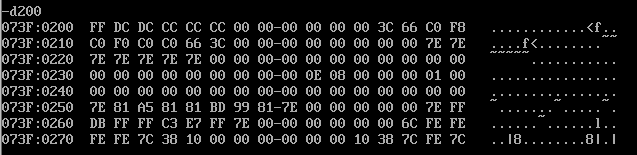 -d200
073F:0200 FF DC DC CC CC CC 00 00-00 00 00 00 3C 66 C0 F8 ............<f..
073F:0210 C0 F0 C0 C0 66 3C 00 00-00 00 00 00 00 00 7E 7E ....f<........~~
073F:0220 7E 7E 7E 7E 7E 00 00 00-00 00 00 00 00 00 00 00 ~~~~~...........
073F:0230 00 00 00 00 00 00 00 00-00 0E 08 00 00 00 01 00 ................
073F:0240 00 00 00 00 00 00 00 00-00 00 00 00 00 00 00 00 ................
073F:0250 7E 81 A5 81 81 BD 99 81-7E 00 00 00 00 00 7E FF ~.......~.....~.
073F:0260 DB FF FF C3 E7 FF 7E 00-00 00 00 00 00 6C FE FE ......~......l..
073F:0270 FE FE 7C 38 10 00 00 00-00 00 00 10 38 7C FE 7C ..|8........8|.|